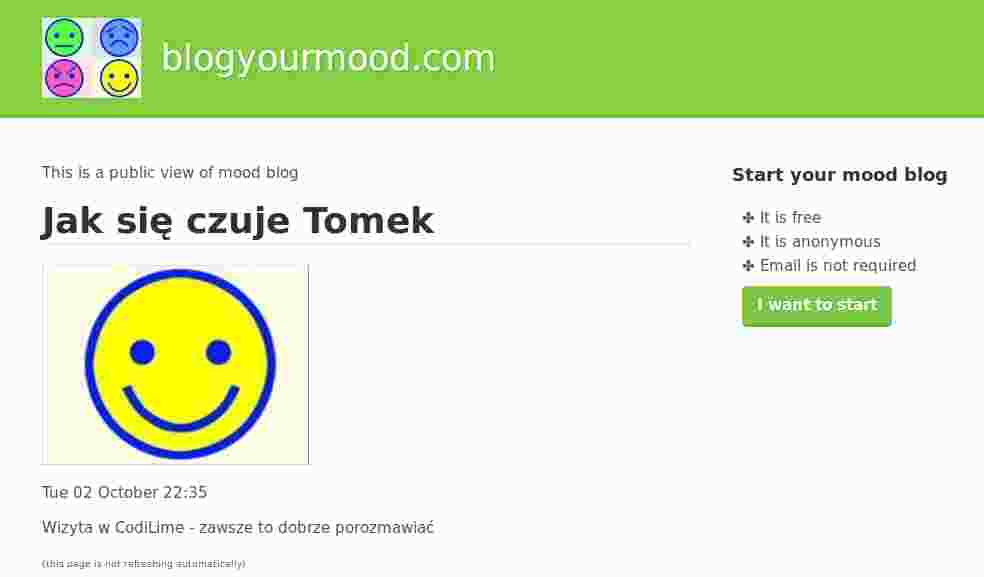 blogyourmood.com
This is a public view of mood blog
Jak się czuje Tomek
Tue 02 October 22:35
Wizyta w CodiLime - zawsze to dobrze porozmawiać
(this page is not refreshing automatically)
Start your mood blog
✤ It is free
✤ It is anonymous
✤ Email is not required
I want to start